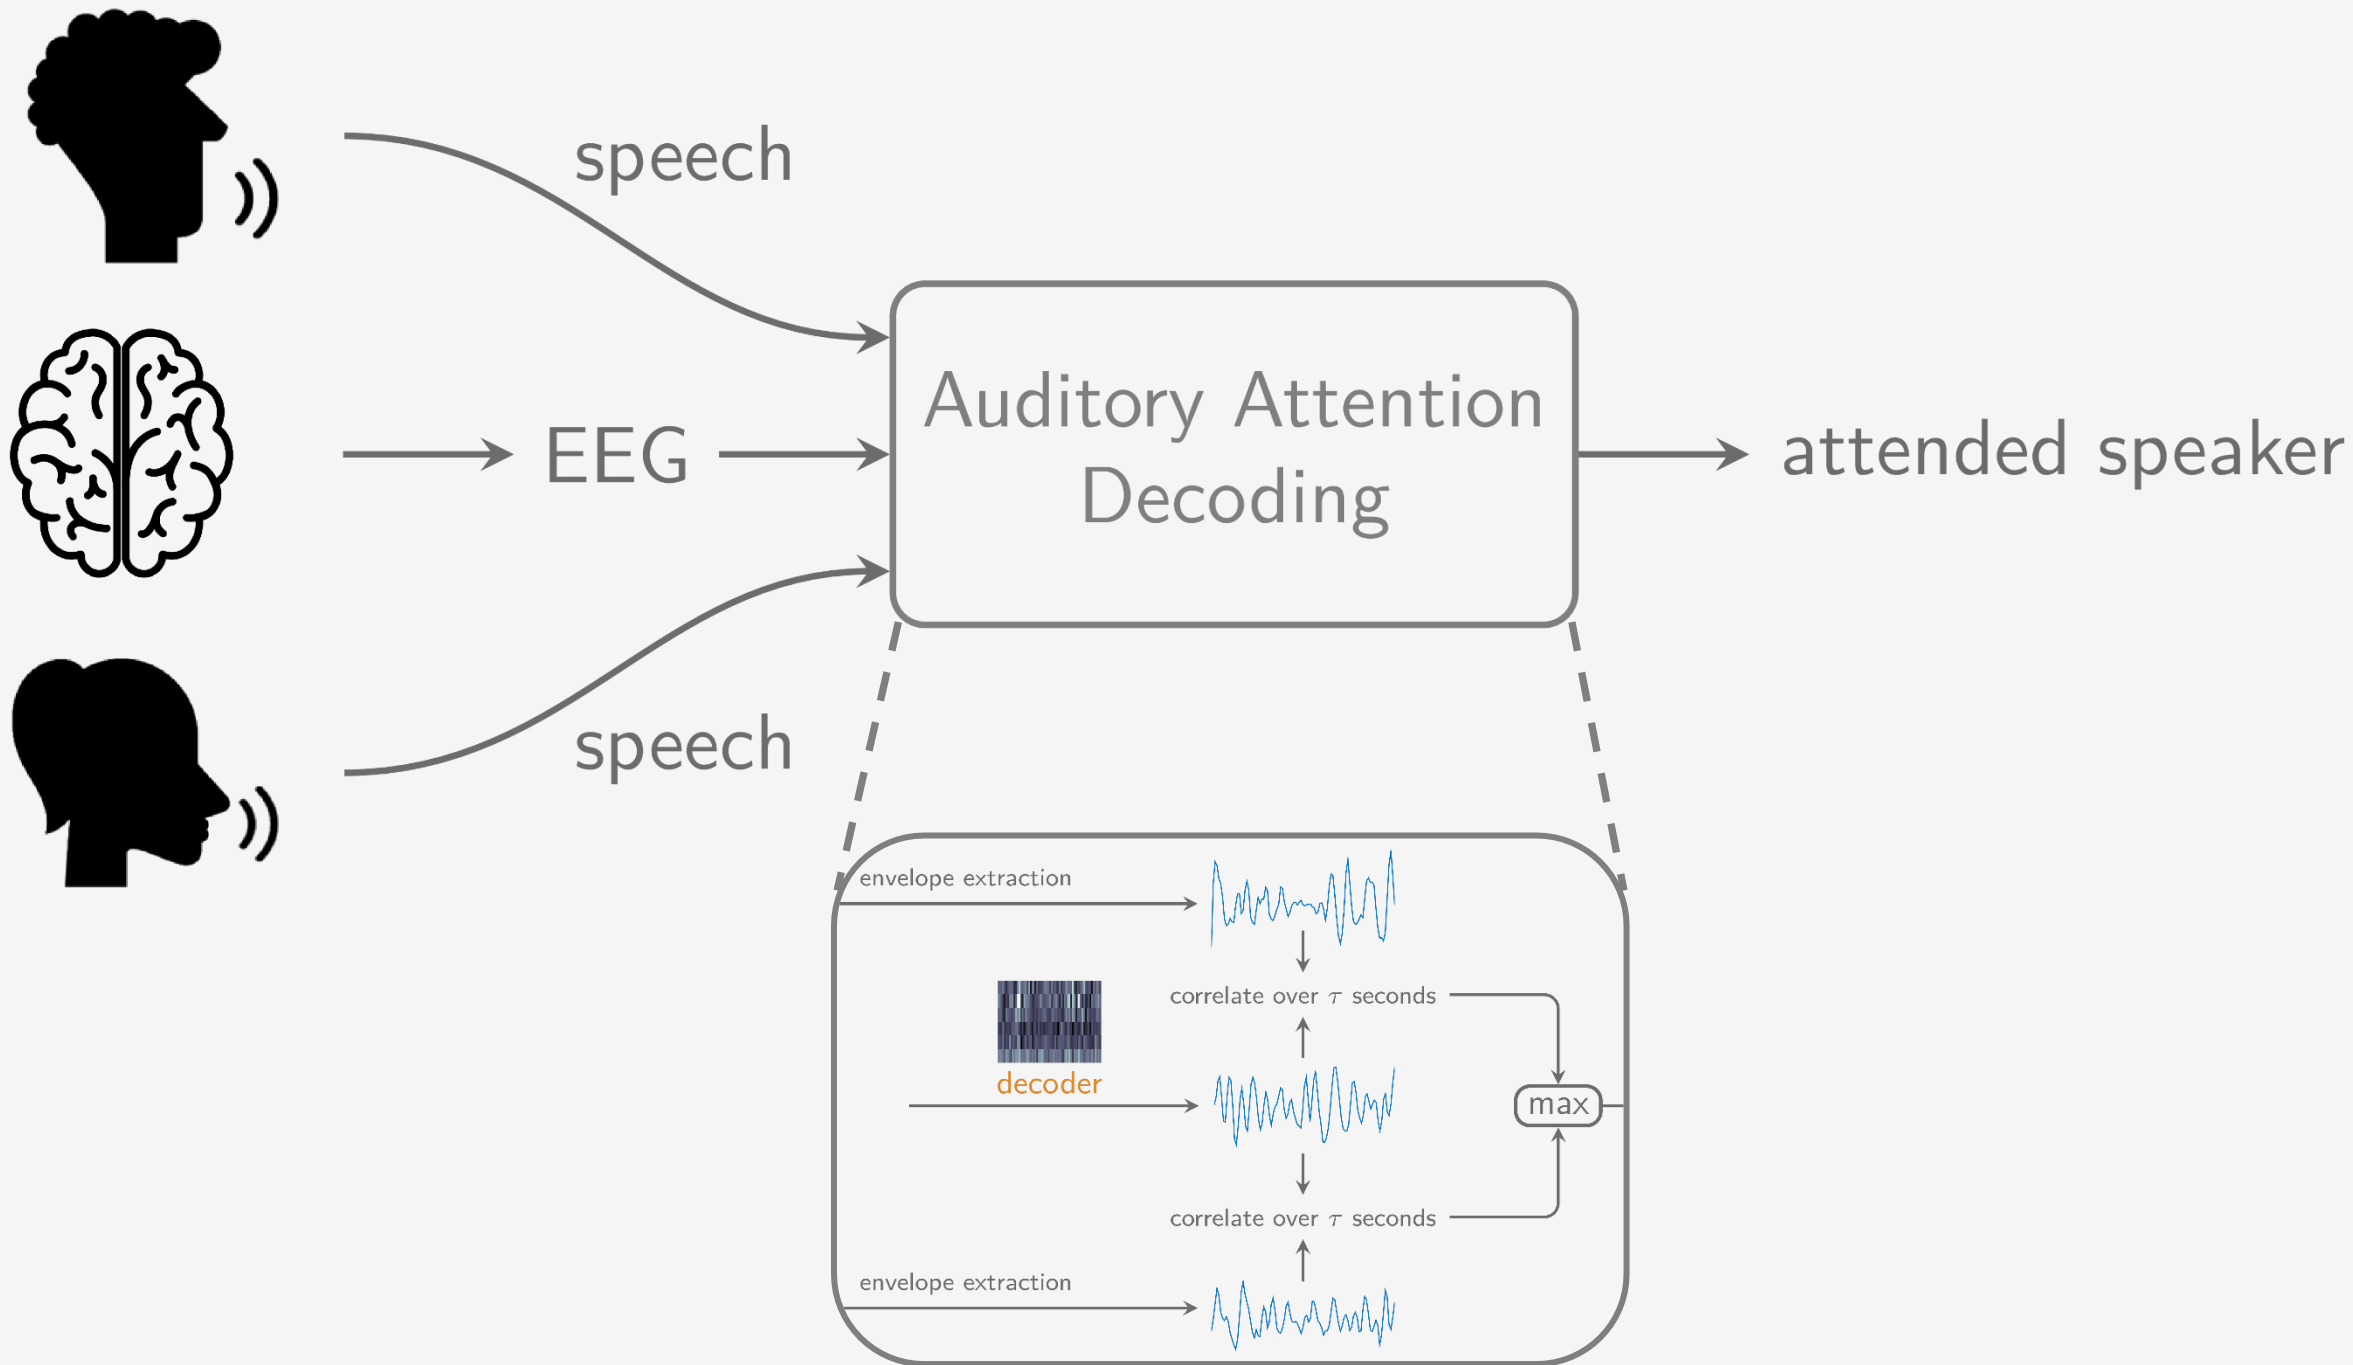 speech
EEG
Auditory Attention
Decoding
attended speaker
speech
envelope extraction
correlate over τ seconds
decoder
max
correlate over τ seconds
envelope extraction